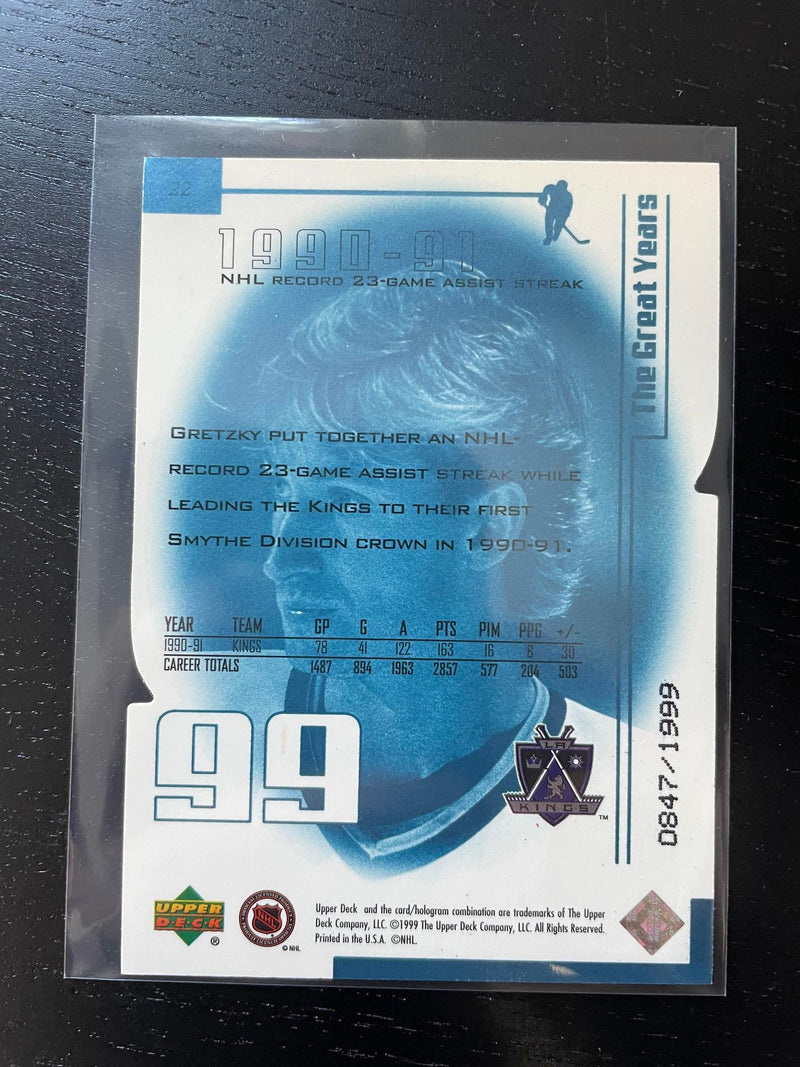 22
1990-91
NHL RECORD 23-GAME ASSIST STREAK
The Great Years
GRETZKY PUT TOGETHER AN NHL-
RECORD 23-GAME ASSIST STREAK WHILE
LEADING THE KINGS TO THEIR FIRST
SMYTHE DIVISION CROWN IN 1990-91.
YEAR TEAM GP G A PTS PIM PPG +/-
1990-91 KINGS 78 41 122 163 16 8 30
CAREER TOTALS 1487 894 1963 2857 577 204 503
99
LA
KINGS
TM
0847/1999
UPPER
DECK
®
NHL
© NHL
Upper Deck and the card/hologram combination are trademarks of The Upper
Deck Company, LLC. ©1999 The Upper Deck Company, LLC. All Rights Reserved.
Printed in the U.S.A. ©NHL.